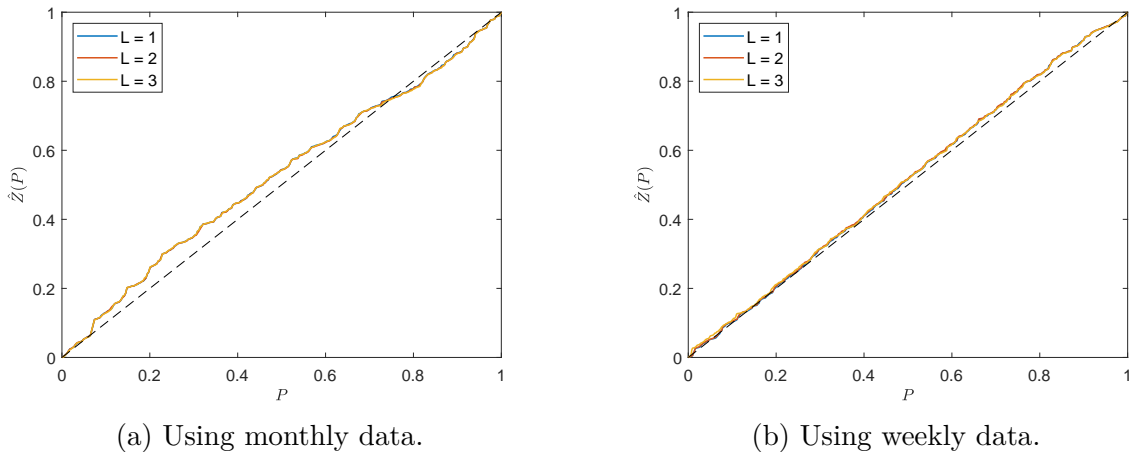 L = 1
L = 2
L = 3
1
0.8
0.6
0.4
0.2
0
0 0.2 0.4 0.6 0.8 1
Ẑ(P)
P
(a) Using monthly data.
L = 1
L = 2
L = 3
1
0.8
0.6
0.4
0.2
0
0 0.2 0.4 0.6 0.8 1
Ẑ(P)
P
(b) Using weekly data.